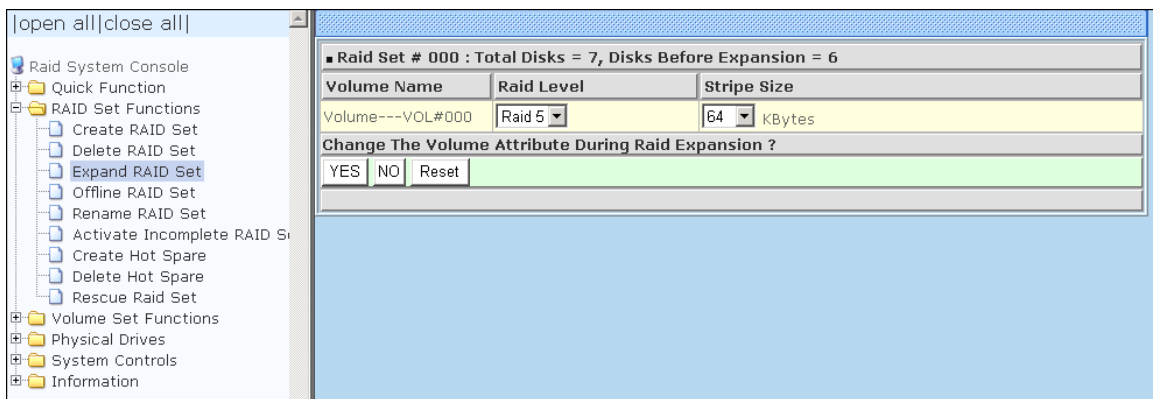 |open all|close all|
Raid System Console
Quick Function
RAID Set Functions
Create RAID Set
Delete RAID Set
Expand RAID Set
Offline RAID Set
Rename RAID Set
Activate Incomplete RAID S
Create Hot Spare
Delete Hot Spare
Rescue Raid Set
Volume Set Functions
Physical Drives
System Controls
Information
Raid Set # 000 : Total Disks = 7, Disks Before Expansion = 6
Volume Name Raid Level Stripe Size
Volume---VOL#000 Raid 5 64 KBytes
Change The Volume Attribute During Raid Expansion ?
YES NO Reset